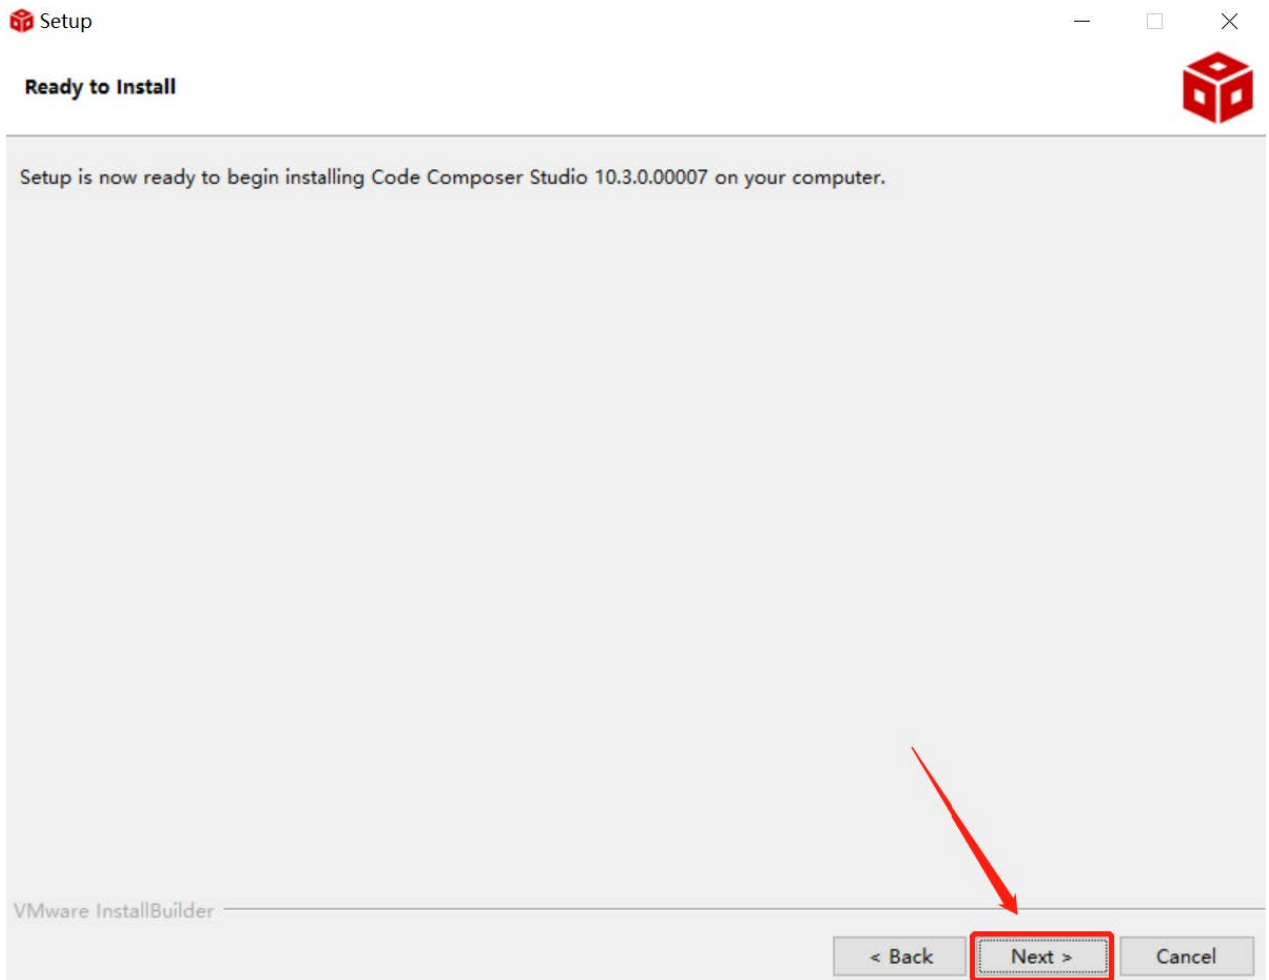 Setup
Ready to Install
Setup is now ready to begin installing Code Composer Studio 10.3.0.00007 on your computer.
VMware InstallBuilder
< Back
Next >
Cancel